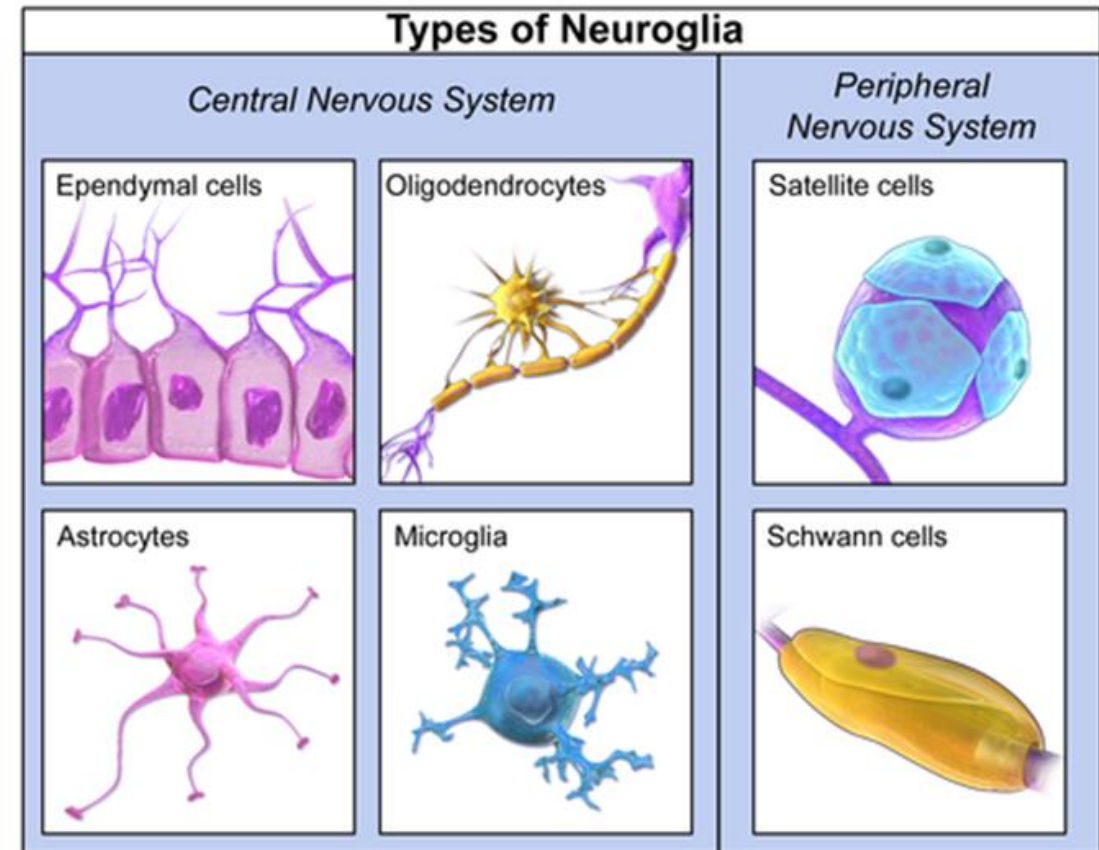 Types of Neuroglia
Central Nervous System
Peripheral
Nervous System
Ependymal cells
Oligodendrocytes
Satellite cells
Astrocytes
Microglia
Schwann cells